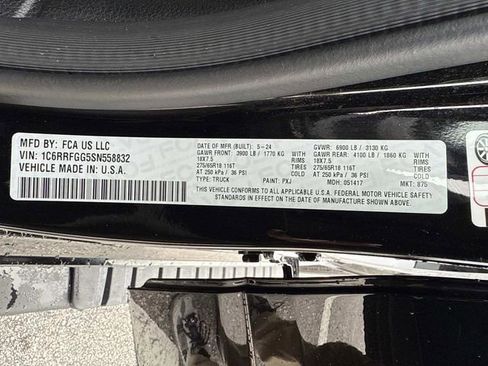 MFD BY: FCA US LLC
VIN: 1C6RRFGG5SN558832
VEHICLE MADE IN: U.S.A.
DATE OF MFR (BUILT): 5-24 GVWR: 6900 LB / 3130 KG
GAWR FRONT: 3900 LB / 1770 KG WITH GAWR REAR: 4100 LB / 1860 KG WITH
18X7.5 RIMS 18X7.5 RIMS
275/65R18 116T TIRES 275/65R18 116T TIRES
AT 250 kPa / 36 PSI COLD AT 250 kPa / 36 PSI COLD
TYPE: TRUCK PAINT: PXJ MDH: 051417 MKT: 875
THIS VEHICLE CONFORMS TO ALL APPLICABLE U.S.A. FEDERAL MOTOR VEHICLE SAFETY
STANDARDS IN EFFECT ON THE DATE OF MANUFACTURE SHOWN ABOVE.